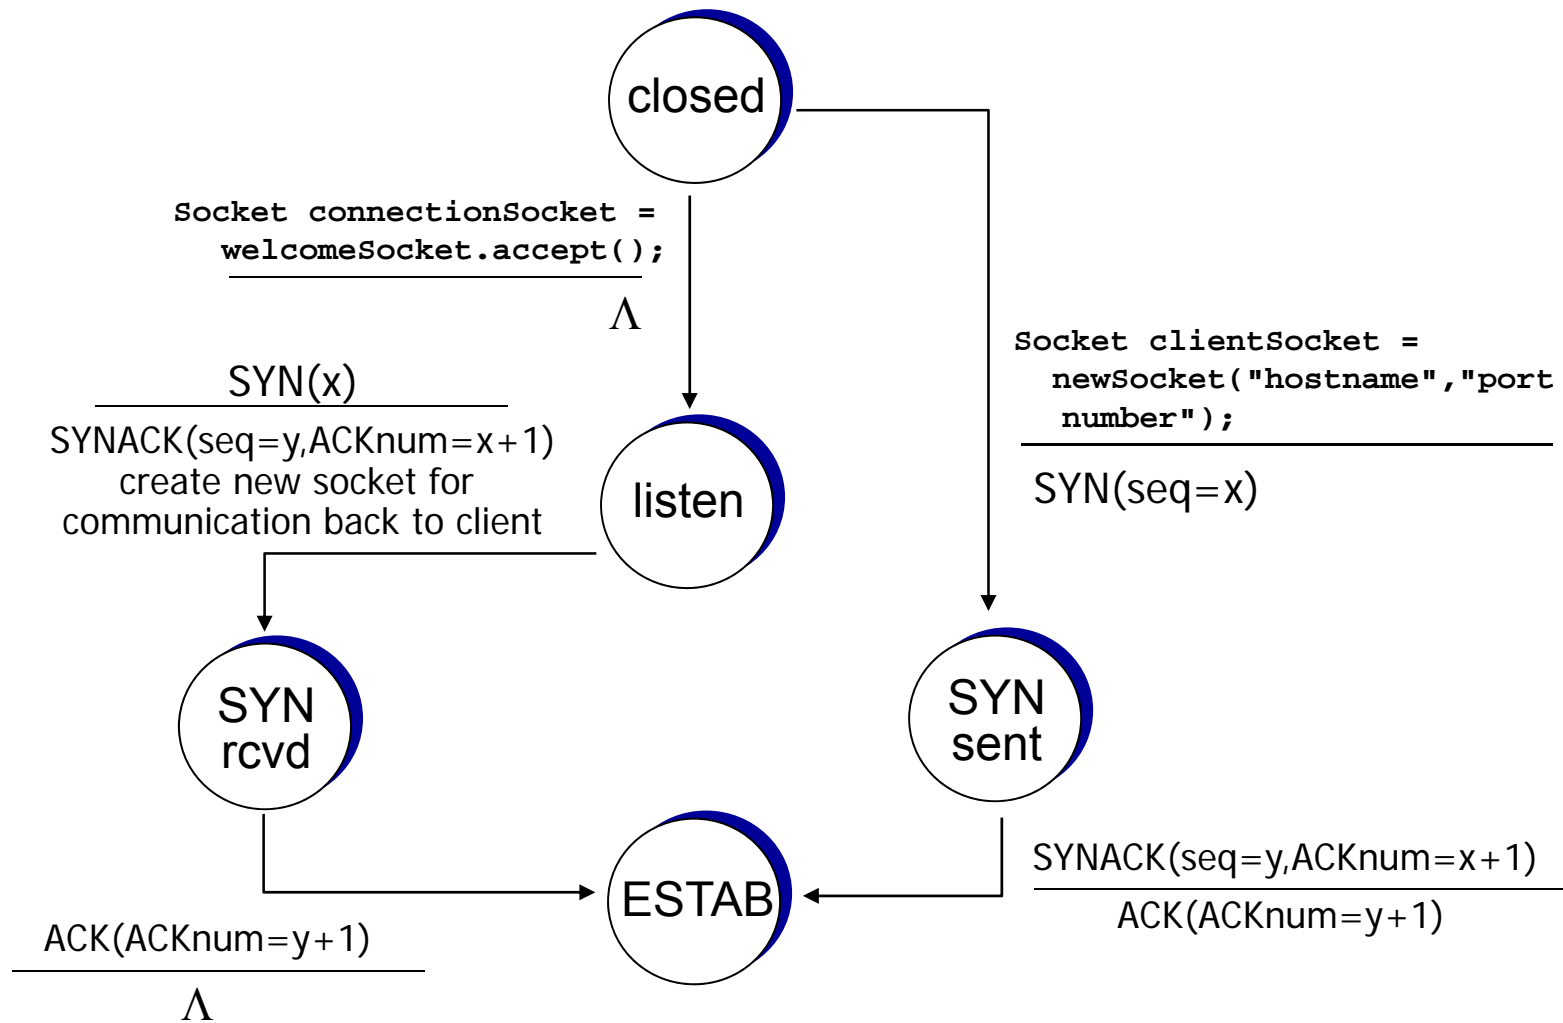 closed
Socket connectionSocket =
welcomeSocket.accept();
Λ
Socket clientSocket =
newSocket("hostname","port
number");
SYN(seq=x)
SYN(x)
SYNACK(seq=y,ACKnum=x+1)
create new socket for
communication back to client
listen
SYN
rcvd
SYN
sent
ESTAB
SYNACK(seq=y,ACKnum=x+1)
ACK(ACKnum=y+1)
ACK(ACKnum=y+1)
Λ